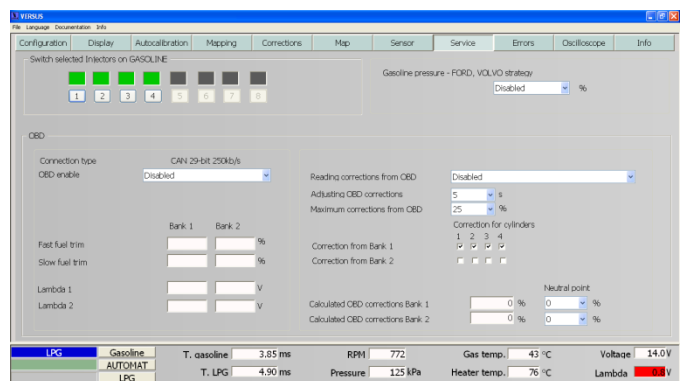 VERSUS
File Language Documentation Info
Configuration Display Autocalibration Mapping Corrections Map Sensor Service Errors Oscilloscope Info
Switch selected Injectors on GASOLINE
1 2 3 4 5 6 7 8
Gasoline pressure - FORD, VOLVO strategy
Disabled %
OBD
Connection type CAN 29-bit 250kb/s
OBD enable Disabled
Reading corrections from OBD Disabled
Adjusting OBD corrections 5 s
Maximum corrections from OBD 25 %
Bank 1 Bank 2
Correction for cylinders
1 2 3 4
Fast fuel trim %
Correction from Bank 1
Slow fuel trim %
Correction from Bank 2
Neutral point
Lambda 1 V
Calculated OBD corrections Bank 1 0 % 0 %
Lambda 2 V
Calculated OBD corrections Bank 2 0 % 0 %
LPG Gasoline T. gasoline 3.85 ms RPM 772 Gas temp. 43 °C Voltage 14.0 V
AUTOMAT
LPG T. LPG 4.90 ms Pressure 125 kPa Heater temp. 76 °C Lambda 0.8 V